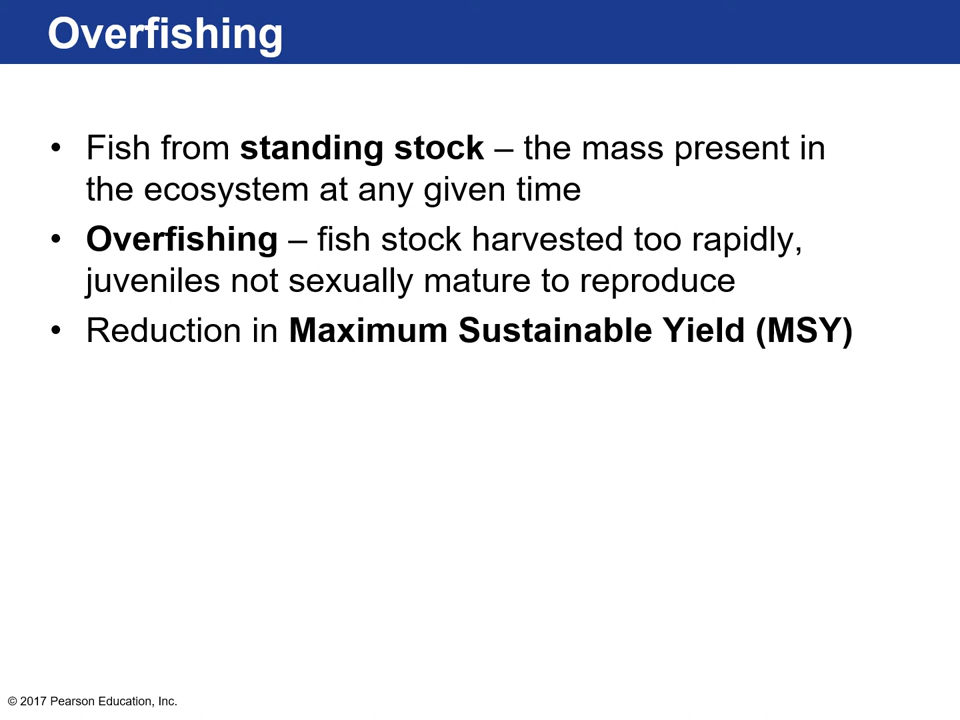 Overfishing
• Fish from standing stock – the mass present in
the ecosystem at any given time
• Overfishing – fish stock harvested too rapidly,
juveniles not sexually mature to reproduce
• Reduction in Maximum Sustainable Yield (MSY)
© 2017 Pearson Education, Inc.